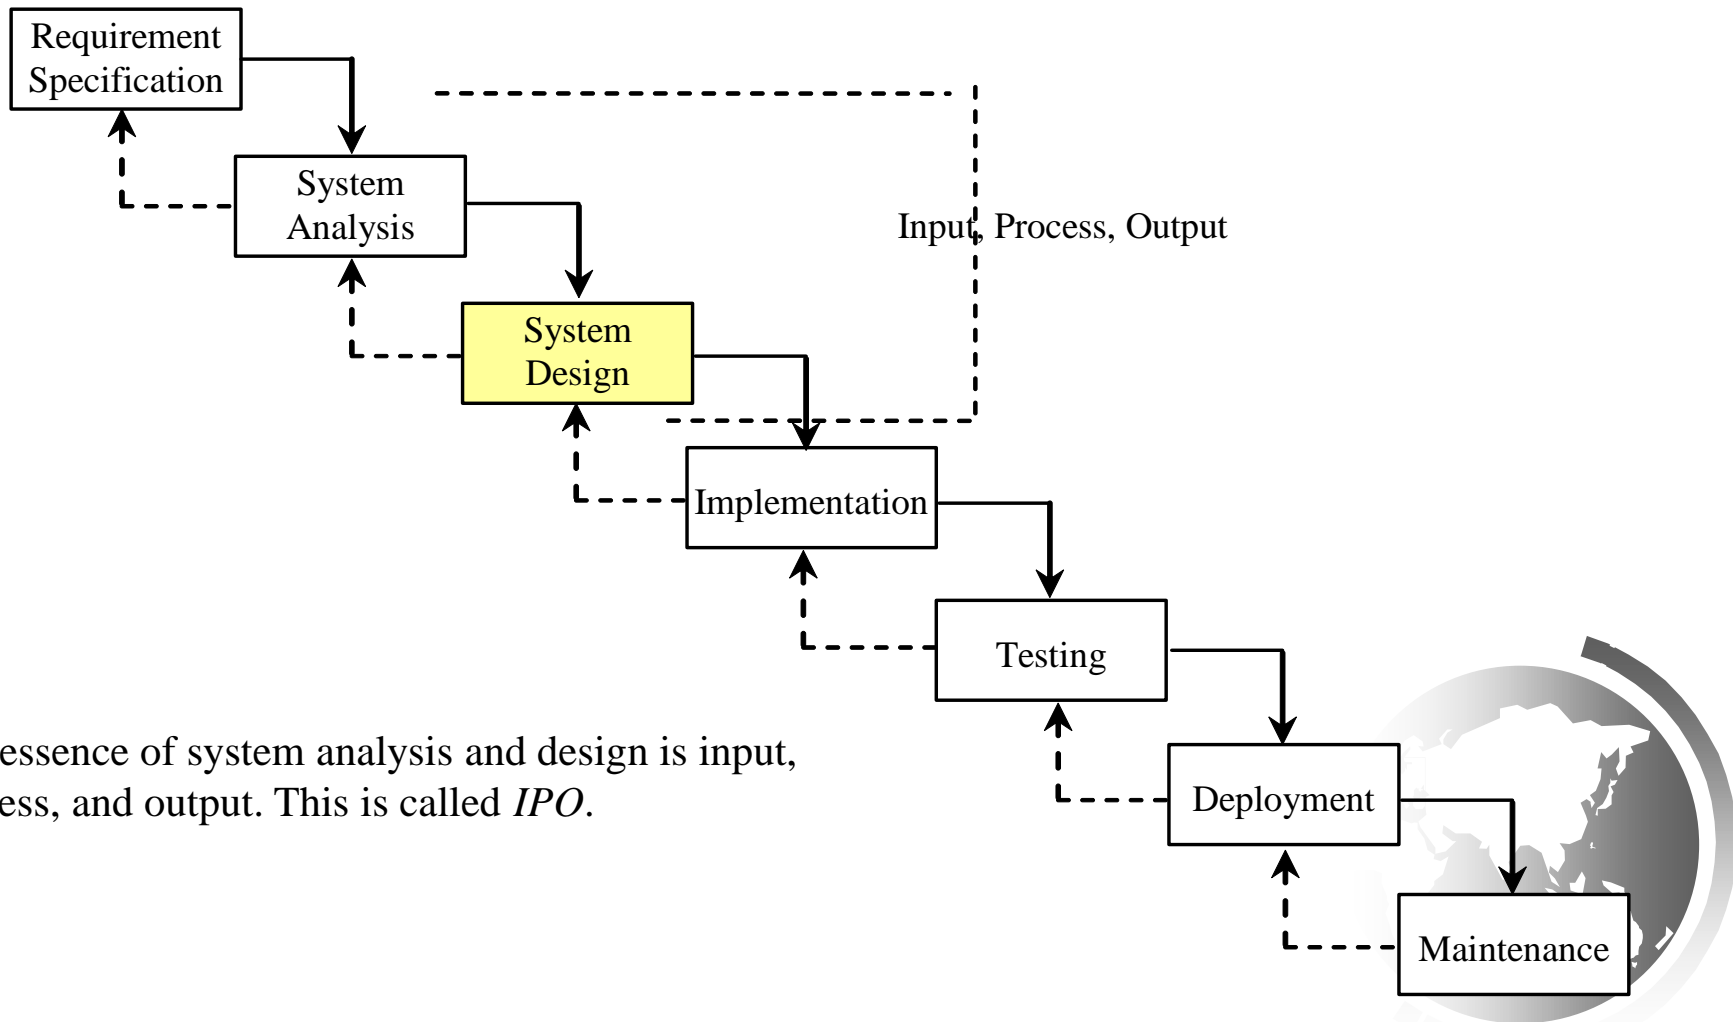 Requirement
Specification
System
Analysis
Input, Process, Output
System
Design
Implementation
Testing
essence of system analysis and design is input,
ess, and output. This is called IPO.
Deployment
Maintenance